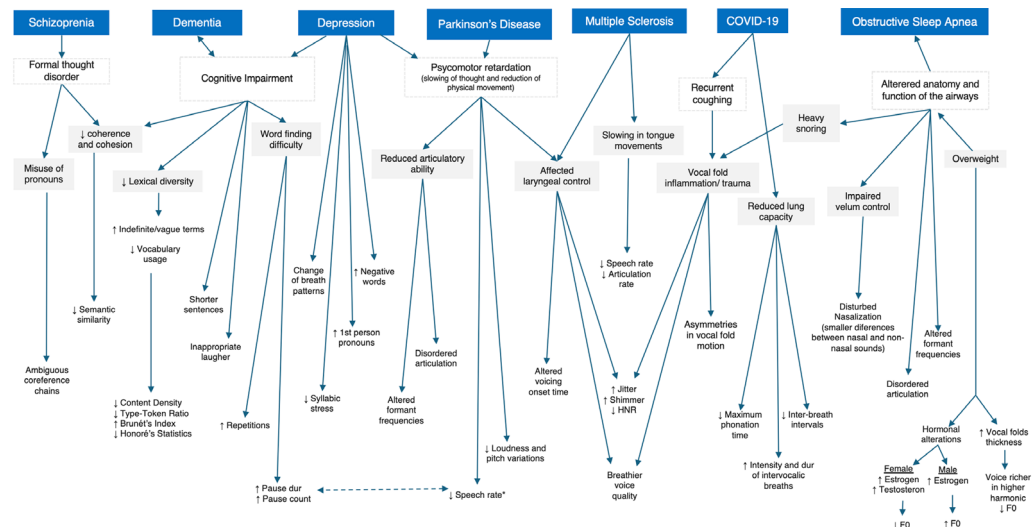 Schizoprenia
Dementia
Depression
Parkinson's Disease
Multiple Sclerosis
COVID-19
Obstructive Sleep Apnea
Formal thought
disorder
Cognitive Impairment
Psycomotor retardation
(slowing of thought and reduction of
physical movement)
Recurrent
coughing
Alterered anatomy and
function of the airways
↓ coherence
and cohesion
Word finding
difficulty
Slowing in tongue
movements
Heavy
snoring
Misuse of
pronouns
↓ Lexical diversity
Reduced articulatory
ability
Affected
laryngeal control
Vocal fold
inflammation/ trauma
Overweight
Reduced lung
capacity
Impaired
velum control
↑ Indefinite/vague terms
↓ Vocabulary
usage
Change
of breath
patterns
↑ Negative
words
↓ Speech rate
↓ Articulation
rate
↓ Semantic
similarity
Shorter
sentences
Inappropriate
laugher
↑ 1st person
pronouns
Disordered
articulation
Asymmetries
in vocal fold
motion
Disturbed
Nasalization
(smaller diferences
between nasal and non-
nasal sounds)
Altered
formant
frequencies
Ambiguous
coreference
chains
↓ Content Density
↓ Type-Token Ratio
↑ Brunét's Index
↓ Honoré's Statistics
↑ Repetitions
↓ Syllabic
stress
Altered
formant
frequencies
Altered
voicing
onset time
↑ Jitter
↑ Shimmer
↓ HNR
Disordered
articulation
↓ Maximum
phonation
time
↓ Inter-breath
intervals
↓ Loudness and
pitch variations
Hormonal
alterations
↑ Vocal folds
thickness
↑ Pause dur
↑ Pause count
↓ Speech rate*
Breathier
voice
quality
↑ Intensity and dur
of intervocalic
breaths
Female
↑ Estrogen
↑ Testosteron
Male
↑ Estrogen
Voice richer
in higher
harmonic
↓ F0
↓ F0
↑ F0